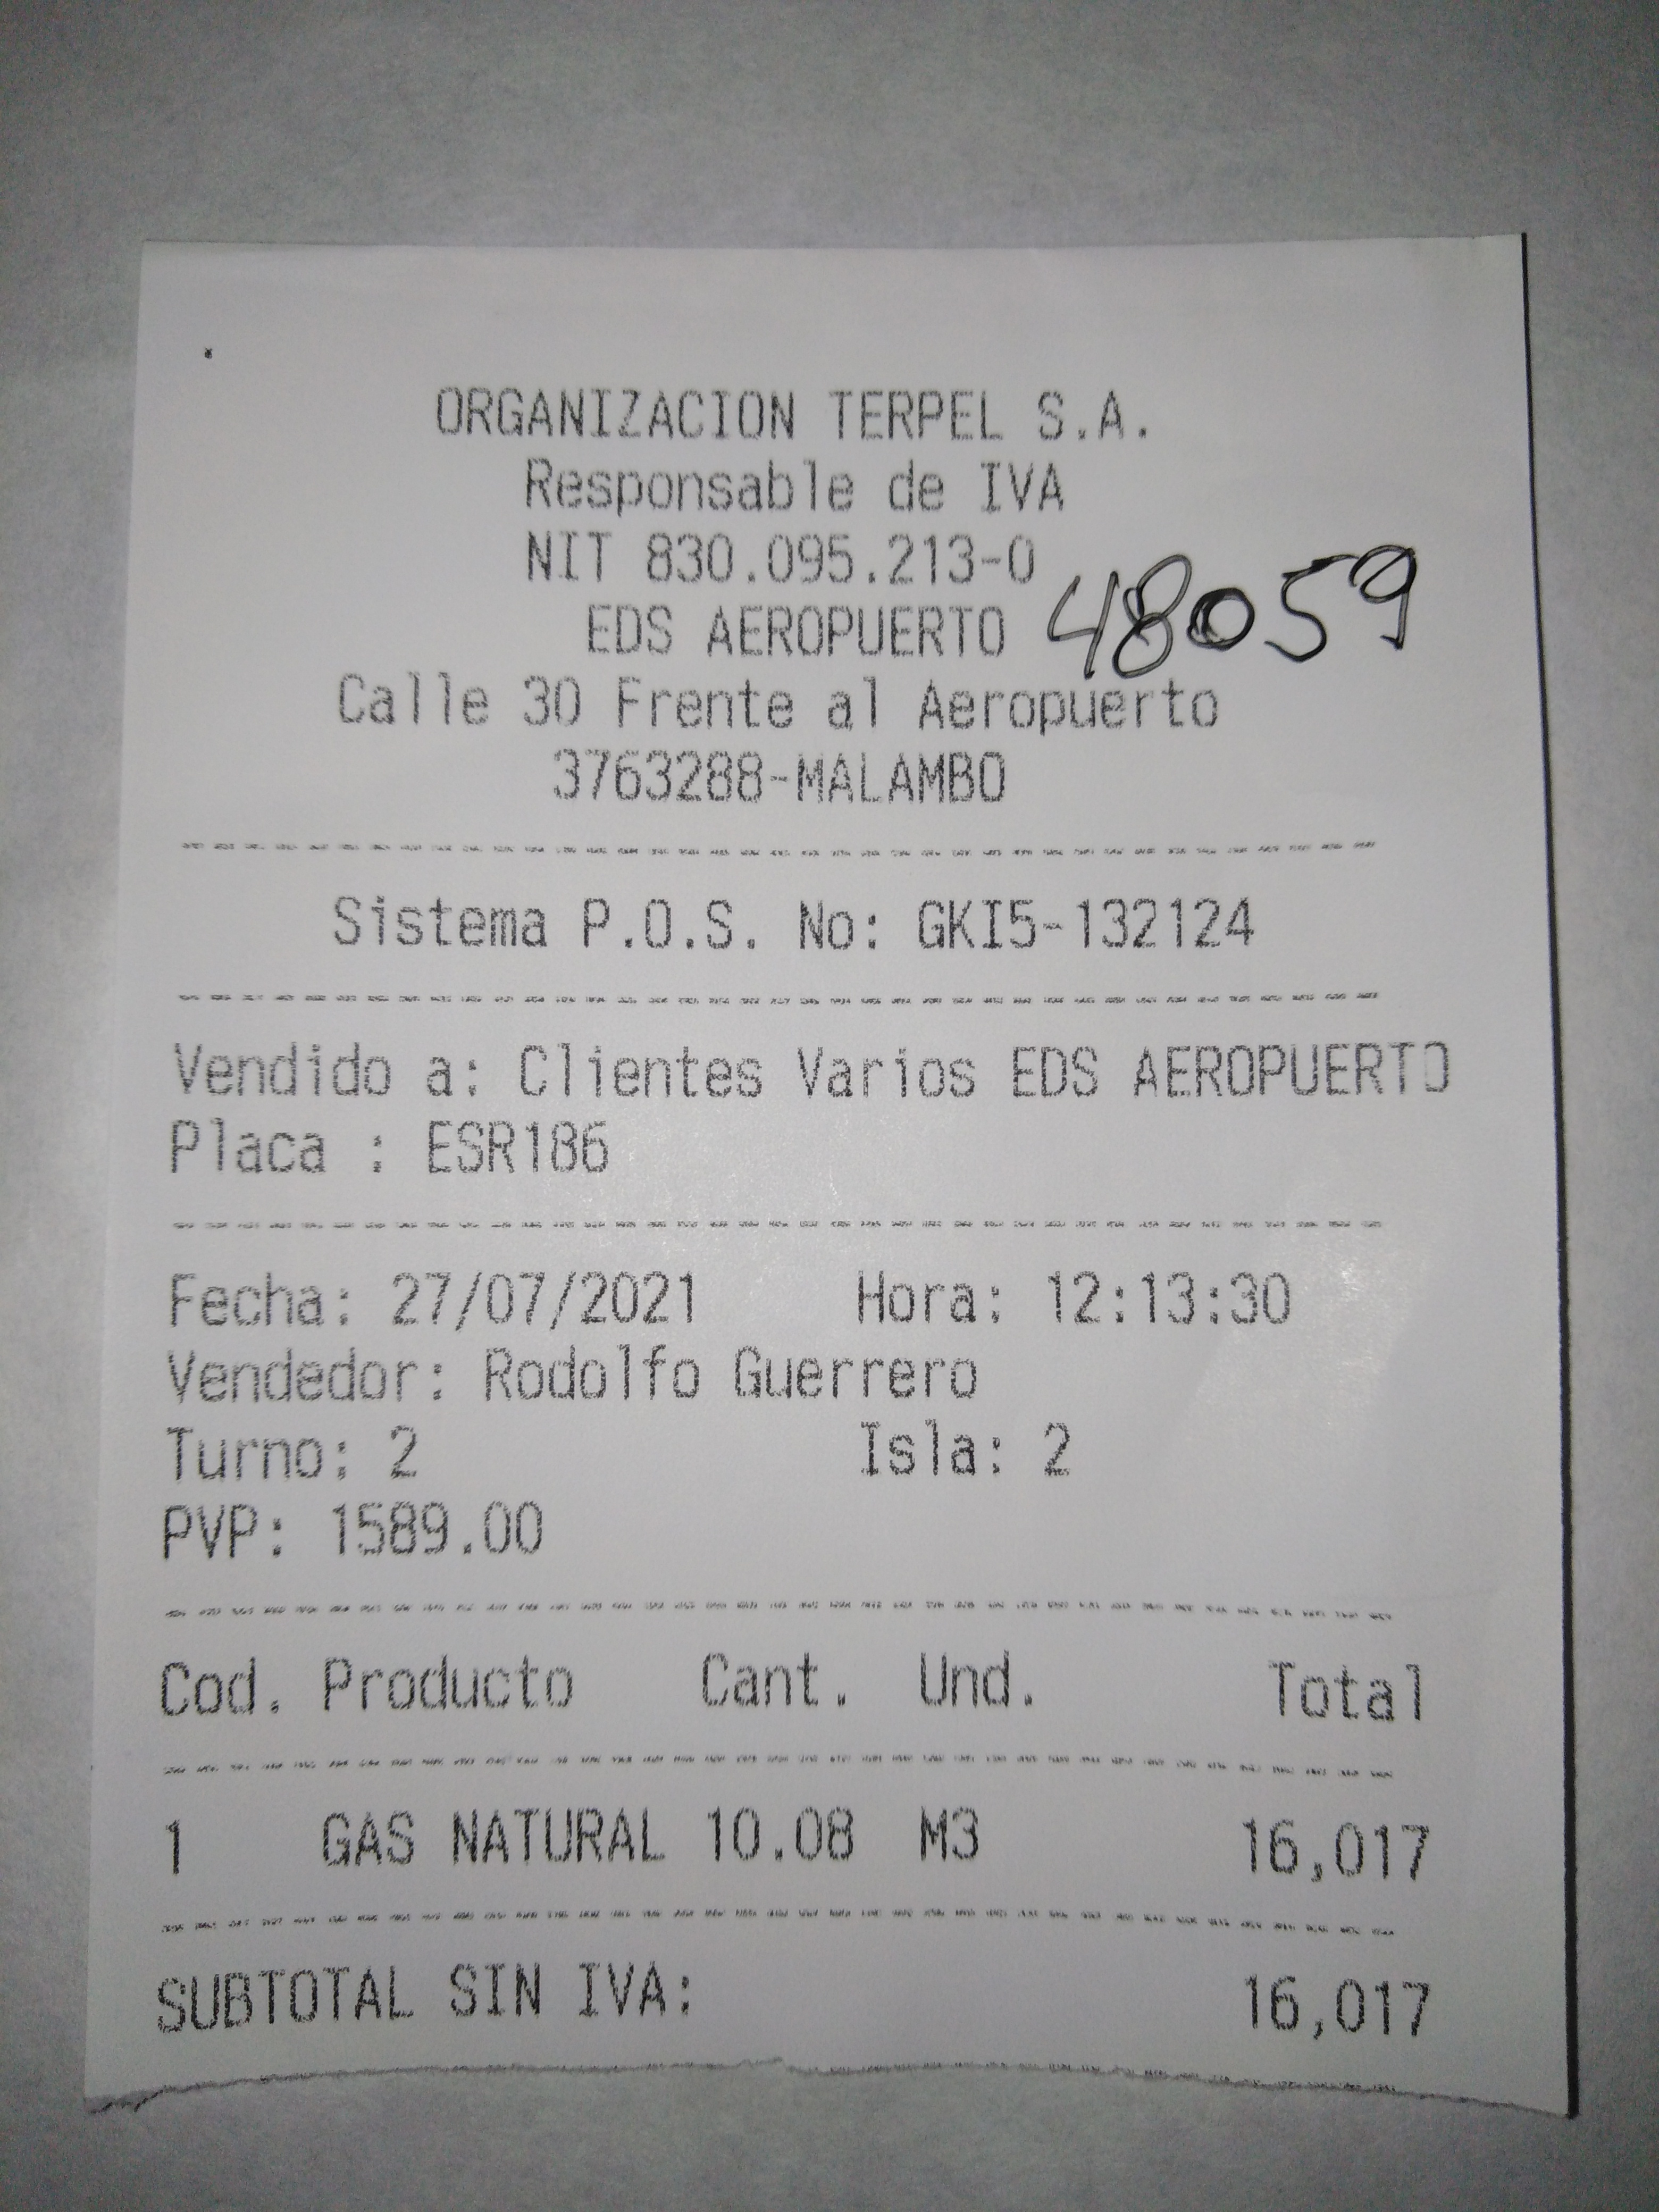 ORGANIZACION TERPEL S.A.
Responsable de IVA
NIT 830.095.213-0
48059
EDS AEROPUERTO
Calle 30 Frente al Aeropuerto
3763288-MALAMBO
Sistema P.O.S. No: GKI5-132124
Vendido a: Clientes Varios EDS AEROPUERTO
Placa : ESR186
Fecha: 27/07/2021 Hora: 12:13:30
Vendedor: Rodolfo Guerrero
Turno: 2 Isla: 2
PVP: 1589.00
Cod. Producto Cant. Und. Total
1 GAS NATURAL 10.08 M3 16,017
SUBTOTAL SIN IVA: 16,017